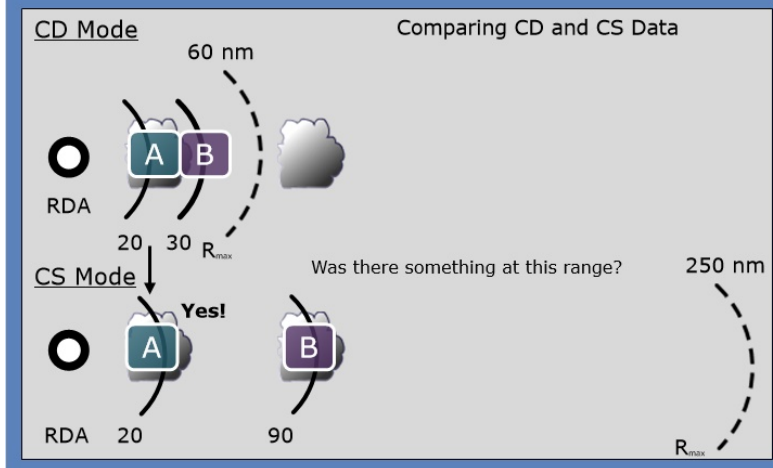 CD Mode
Comparing CD and CS Data
60 nm
A
B
RDA
20
30
Rmax
CS Mode
Was there something at this range?
250 nm
Yes!
A
B
RDA
20
90
Rmax